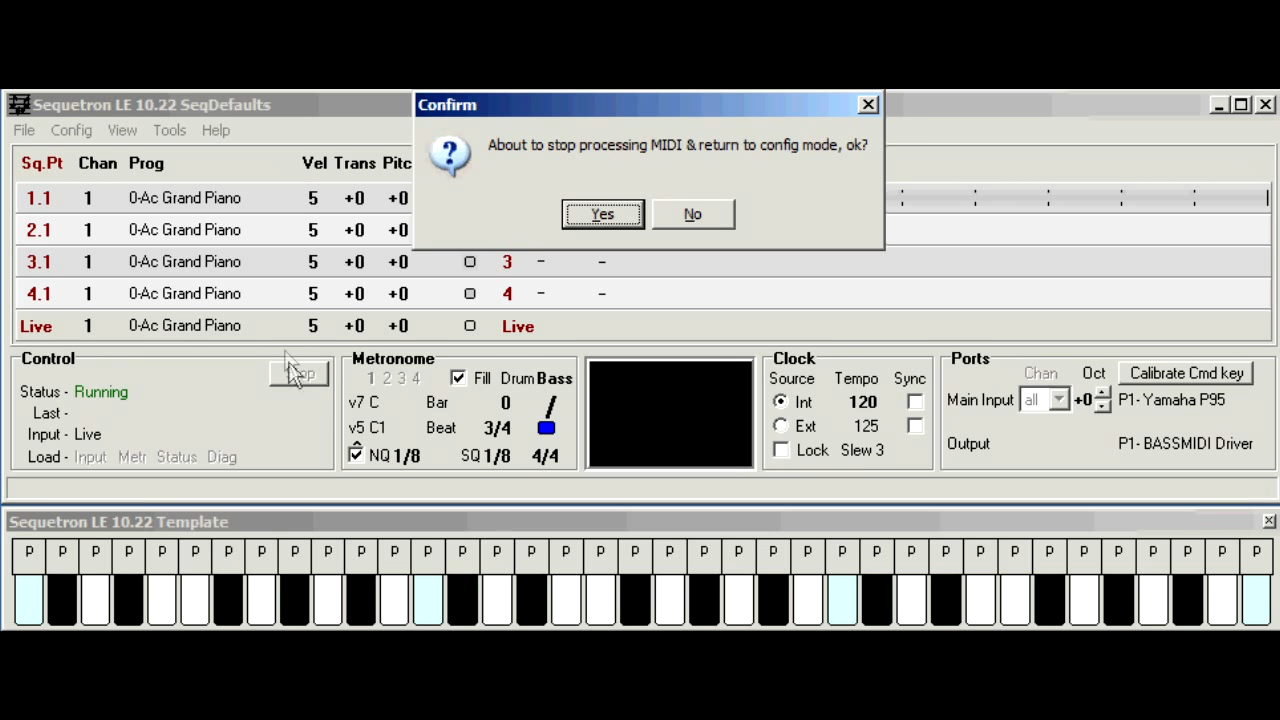 Sequetron LE 10.22 SeqDefaults
Confirm
File Config View Tools Help
About to stop processing MIDI & return to config mode, ok?
Yes No
Sq.Pt Chan Prog Vel Trans Pitc
1.1 1 0-Ac Grand Piano 5 +0 +0
2.1 1 0-Ac Grand Piano 5 +0 +0
3.1 1 0-Ac Grand Piano 5 +0 +0 3 - -
4.1 1 0-Ac Grand Piano 5 +0 +0 4 - -
Live 1 0-Ac Grand Piano 5 +0 +0 Live
Control
Status - Running
Last -
Input - Live
Load - Input Metr Status Diag
Metronome
1 2 3 4 Fill Drum Bass
v7 C Bar 0
v5 C1 Beat 3/4
NQ 1/8 SQ 1/8 4/4
Clock
Source Tempo Sync
Int 120
Ext 125
Lock Slew 3
Ports
Chan Oct Calibrate Cmd key
Main Input all +0 P1- Yamaha P95
Output P1- BASSMIDI Driver
Sequetron LE 10.22 Template
P P P P P P P P P P P P P P P P P P P P P P P P P P P P P P P P P P P P P